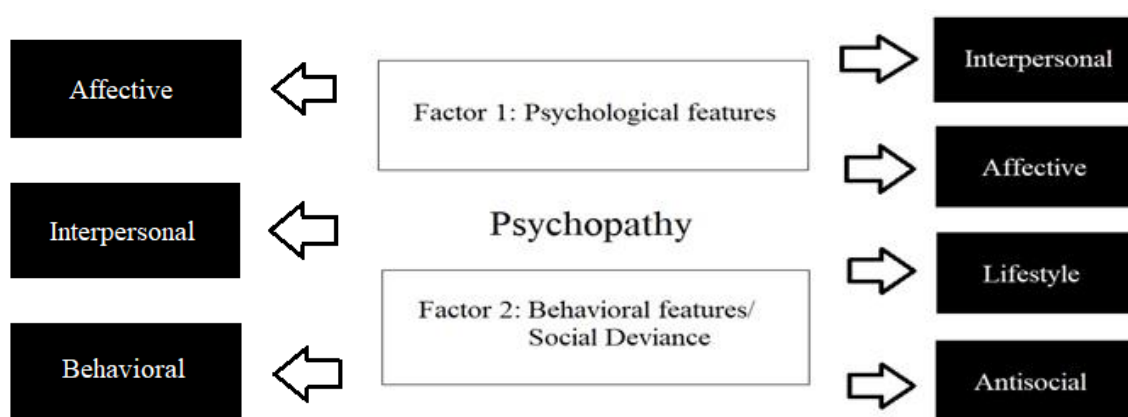 Affective
Interpersonal
Behavioral
Factor 1: Psychological features
Psychopathy
Factor 2: Behavioral features/
Social Deviance
Interpersonal
Affective
Lifestyle
Antisocial